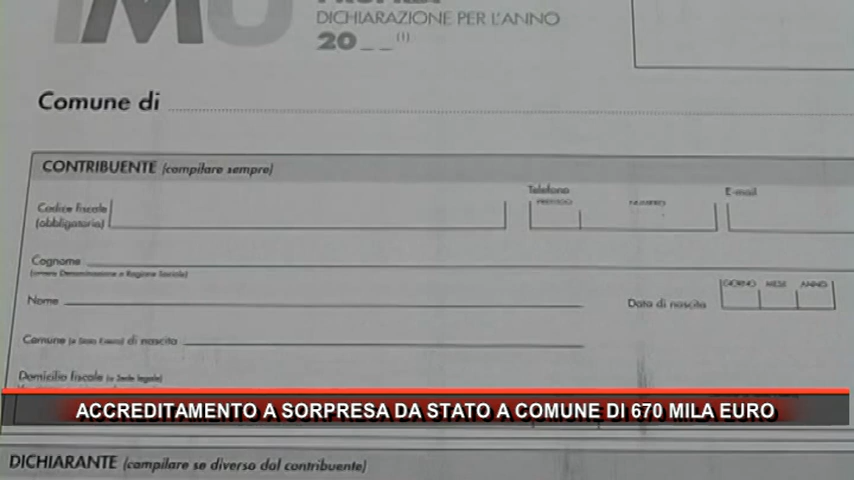 IMU
DICHIARAZIONE PER L'ANNO
20_ _ (1)
Comune di
CONTRIBUENTE (compilare sempre)
Telefono
E-mail
Codice fiscale
(obbligatorio)
PREFISSO NUMERO
Cognome
(ovvero Denominazione o Ragione Sociale)
GIORNO MESE ANNO
Nome
Data di nascita
Comune (o Stato Estero) di nascita
Domicilio fiscale (o Sede legale)
ACCREDITAMENTO A SORPRESA DA STATO A COMUNE DI 670 MILA EURO
DICHIARANTE (compilare se diverso dal contribuente)